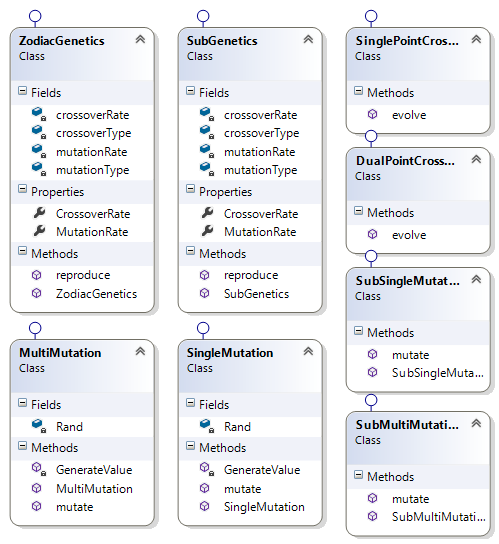 ZodiacGenetics
Class
Fields
crossoverRate
crossoverType
mutationRate
mutationType
Properties
CrossoverRate
MutationRate
Methods
reproduce
ZodiacGenetics
SubGenetics
Class
Fields
crossoverRate
crossoverType
mutationRate
mutationType
Properties
CrossoverRate
MutationRate
Methods
reproduce
SubGenetics
SinglePointCros...
Class
Methods
evolve
DualPointCross...
Class
Methods
evolve
SubSingleMutat...
Class
Methods
mutate
SubSingleMuta...
MultiMutation
Class
Fields
Rand
Methods
GenerateValue
MultiMutation
mutate
SingleMutation
Class
Fields
Rand
Methods
GenerateValue
mutate
SingleMutation
SubMultiMutati...
Class
Methods
mutate
SubMultiMutati...